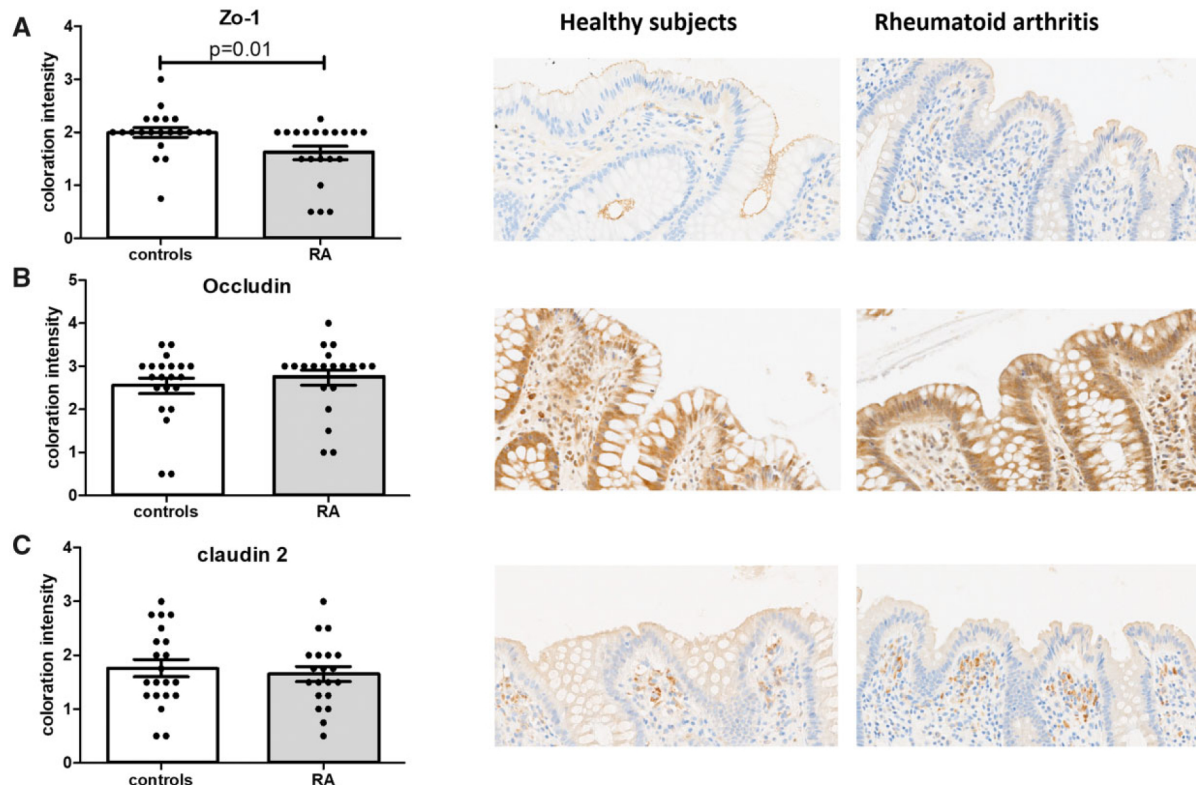 Healthy subjects
Rheumatoid arthritis
A
Zo-1
p=0.01
coloration intensity
4
3
2
1
0
controls
RA
B
Occludin
coloration intensity
5
4
3
2
1
0
controls
RA
C
claudin 2
coloration intensity
4
3
2
1
0
controls
RA